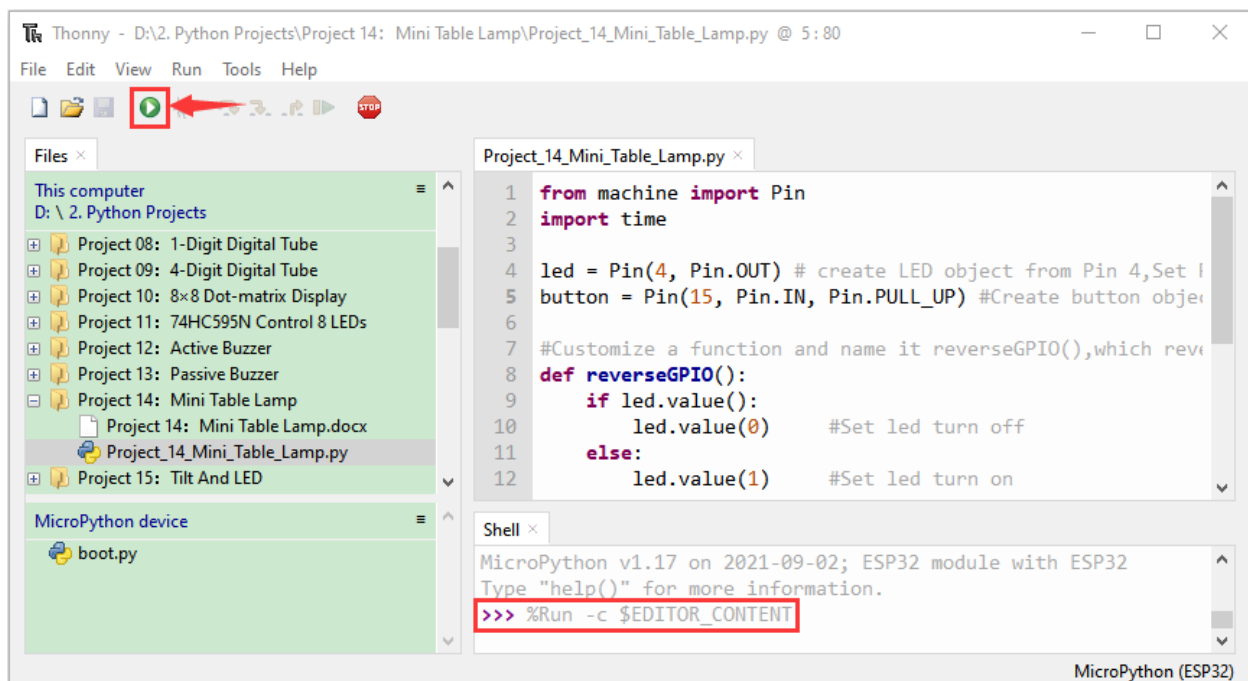 Thonny - D:\2. Python Projects\Project 14： Mini Table Lamp\Project_14_Mini_Table_Lamp.py @ 5 : 80
File Edit View Run Tools Help
STOP
Files
This computer
D: \ 2. Python Projects
Project 08：1-Digit Digital Tube
Project 09：4-Digit Digital Tube
Project 10：8×8 Dot-matrix Display
Project 11：74HC595N Control 8 LEDs
Project 12：Active Buzzer
Project 13：Passive Buzzer
Project 14：Mini Table Lamp
Project 14：Mini Table Lamp.docx
Project_14_Mini_Table_Lamp.py
Project 15：Tilt And LED
MicroPython device
boot.py
Project_14_Mini_Table_Lamp.py
1 from machine import Pin
2 import time
3
4 led = Pin(4, Pin.OUT) # create LED object from Pin 4,Set
5 button = Pin(15, Pin.IN, Pin.PULL_UP) #Create button obje
6
7 #Customize a function and name it reverseGPIO(),which reve
8 def reverseGPIO():
9 if led.value():
10 led.value(0) #Set led turn off
11 else:
12 led.value(1) #Set led turn on
Shell
MicroPython v1.17 on 2021-09-02; ESP32 module with ESP32
Type "help()" for more information.
>>> %Run -c $EDITOR_CONTENT
MicroPython (ESP32)